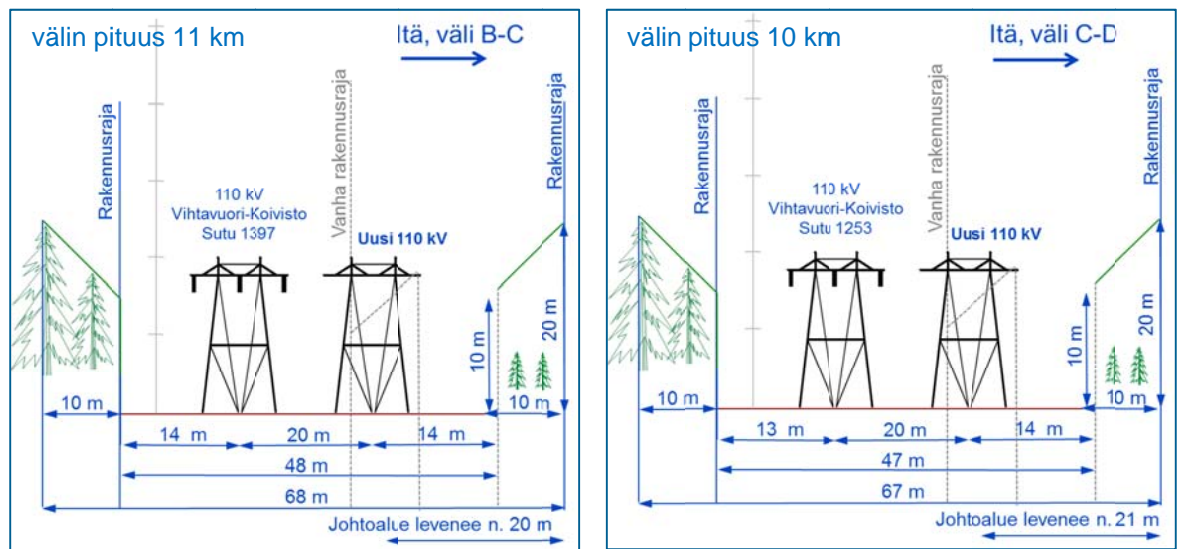 välin pituus 11 km
Itä, väli B-C
Rakennusraja
Vanha rakennusraja
Rakennusraja
110 kV
Vihtavuori-Koivisto
Sutu 1397
Uusi 110 kV
10 m
20 m
10 m
10 m
14 m
20 m
14 m
48 m
68 m
Johtoalue levenee n. 20 m
välin pituus 10 km
Itä, väli C-D
Rakennusraja
Vanha rakennusraja
Rakennusraja
110 kV
Vihtavuori-Koivisto
Sutu 1253
Uusi 110 kV
10 m
20 m
10 m
10 m
13 m
20 m
14 m
47 m
67 m
Johtoalue levenee n. 21 m